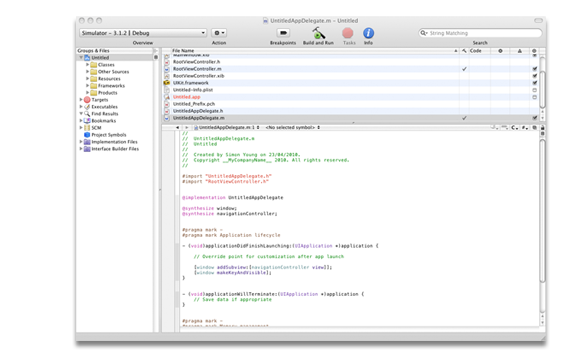 UntitledAppDelegate.m – Untitled
Simulator - 3.1.2 | Debug
String Matching
Overview
Action
Breakpoints
Build and Run
Tasks
Info
Search
Groups & Files
Untitled
Classes
Other Sources
Resources
Frameworks
Products
Targets
Executables
Find Results
Bookmarks
SCM
Project Symbols
Implementation Files
Interface Builder Files
File Name
Code
RootViewController.h
RootViewController.m
RootViewController.xib
UIKit.framework
Untitled-Info.plist
Untitled.app
Untitled_Prefix.pch
UntitledAppDelegate.h
UntitledAppDelegate.m
UntitledAppDelegate.m:1
<No selected symbol>
//
// UntitledAppDelegate.m
// Untitled
//
// Created by Simon Young on 23/04/2010.
// Copyright __MyCompanyName__ 2010. All rights reserved.
//
#import "UntitledAppDelegate.h"
#import "RootViewController.h"
@implementation UntitledAppDelegate
@synthesize window;
@synthesize navigationController;
#pragma mark -
#pragma mark Application lifecycle
- (void)applicationDidFinishLaunching:(UIApplication *)application {
// Override point for customization after app launch
[window addSubview:[navigationController view]];
[window makeKeyAndVisible];
}
- (void)applicationWillTerminate:(UIApplication *)application {
// Save data if appropriate
}
#pragma mark -
#pragma mark Memory management